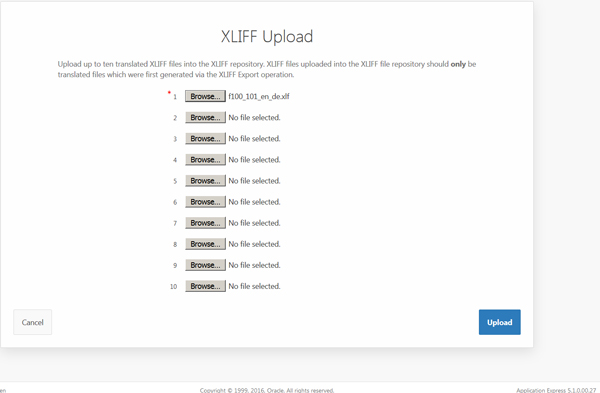 XLIFF Upload
Upload up to ten translated XLIFF files into the XLIFF repository. XLIFF files uploaded into the XLIFF file repository should only be
translated files which were first generated via the XLIFF Export operation.
* 1 Browse... f100_101_en_de.xlf
2 Browse... No file selected.
3 Browse... No file selected.
4 Browse... No file selected.
5 Browse... No file selected.
6 Browse... No file selected.
7 Browse... No file selected.
8 Browse... No file selected.
9 Browse... No file selected.
10 Browse... No file selected.
Cancel Upload
en Copyright © 1999, 2016, Oracle. All rights reserved. Application Express 5.1.0.00.27